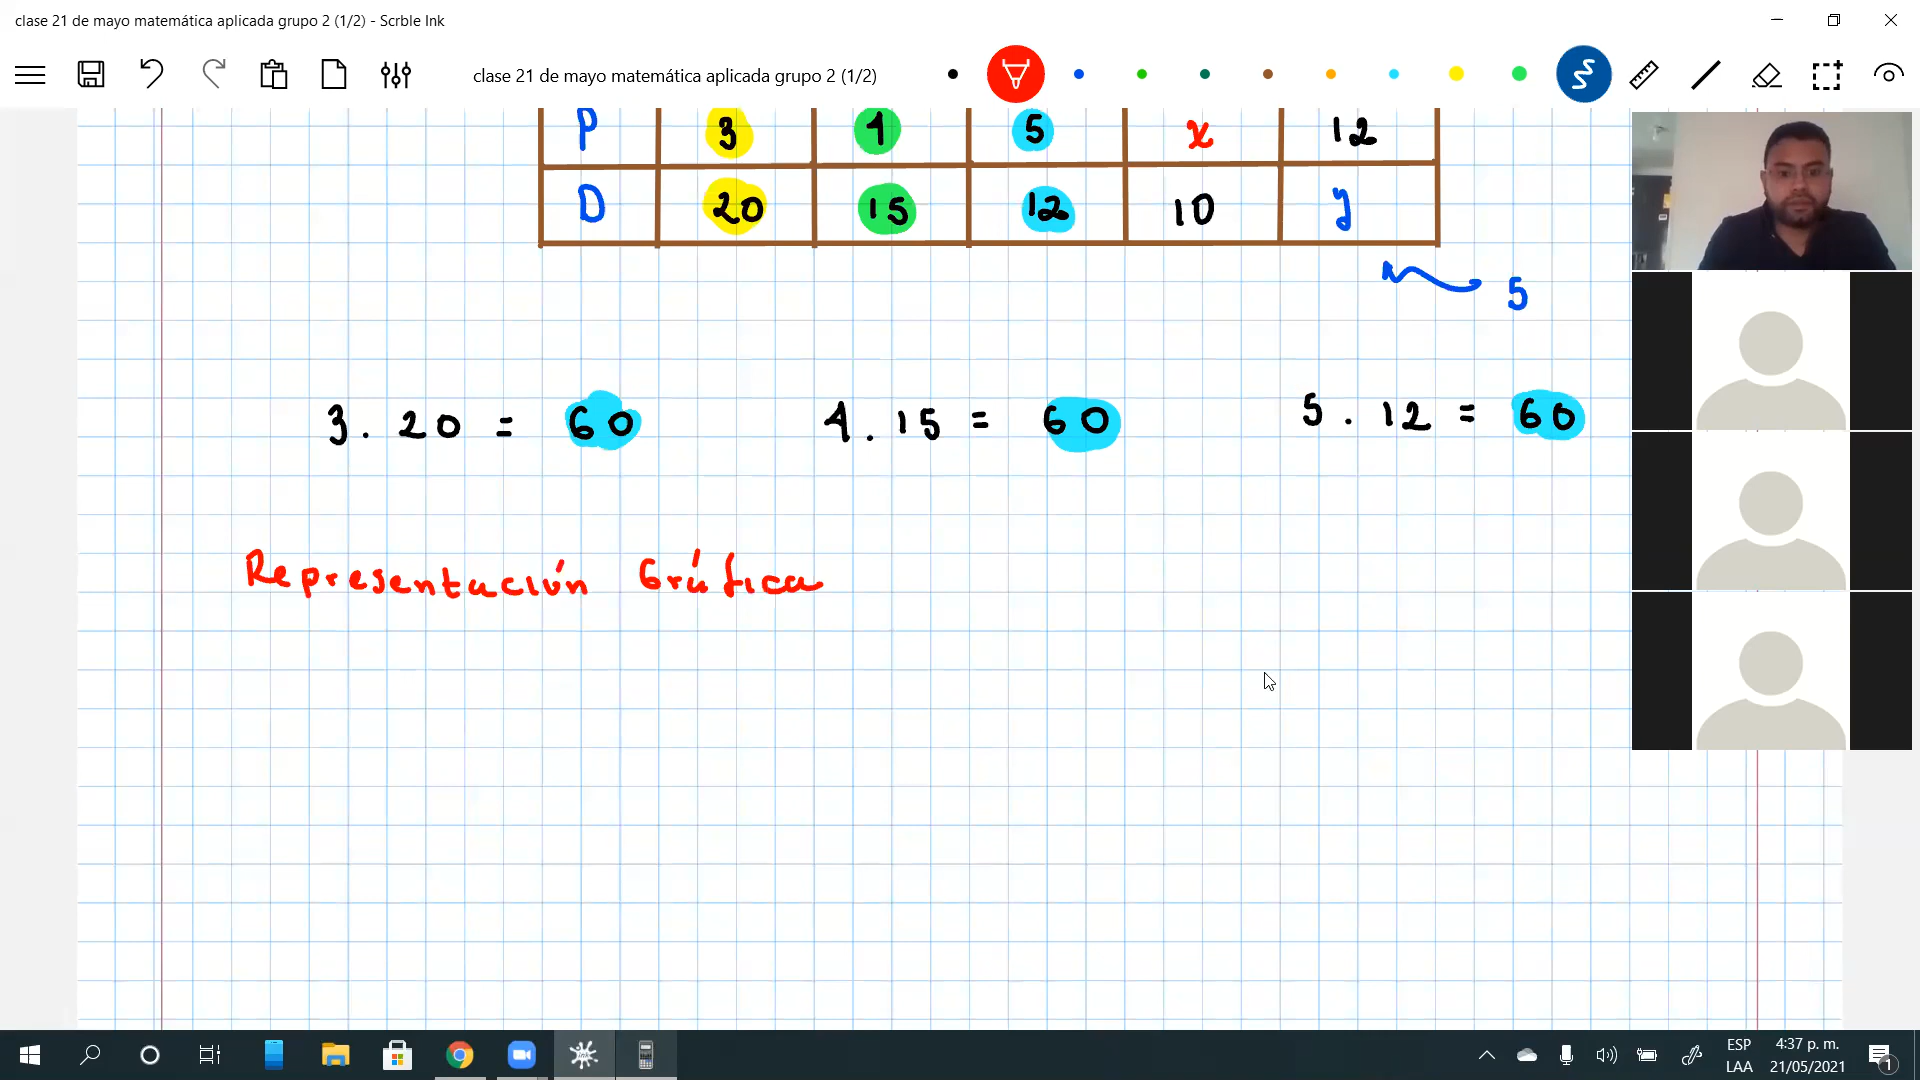 clase 21 de mayo matemática aplicada grupo 2 (1/2) - Scrble Ink
clase 21 de mayo matemática aplicada grupo 2 (1/2)
P 3 4 5 x 12
D 20 15 12 10 y
5
3 . 20 = 60 4 . 15 = 60 5 . 12 = 60
Representación Gráfica
ESP 4:37 p. m.
LAA 21/05/2021 1